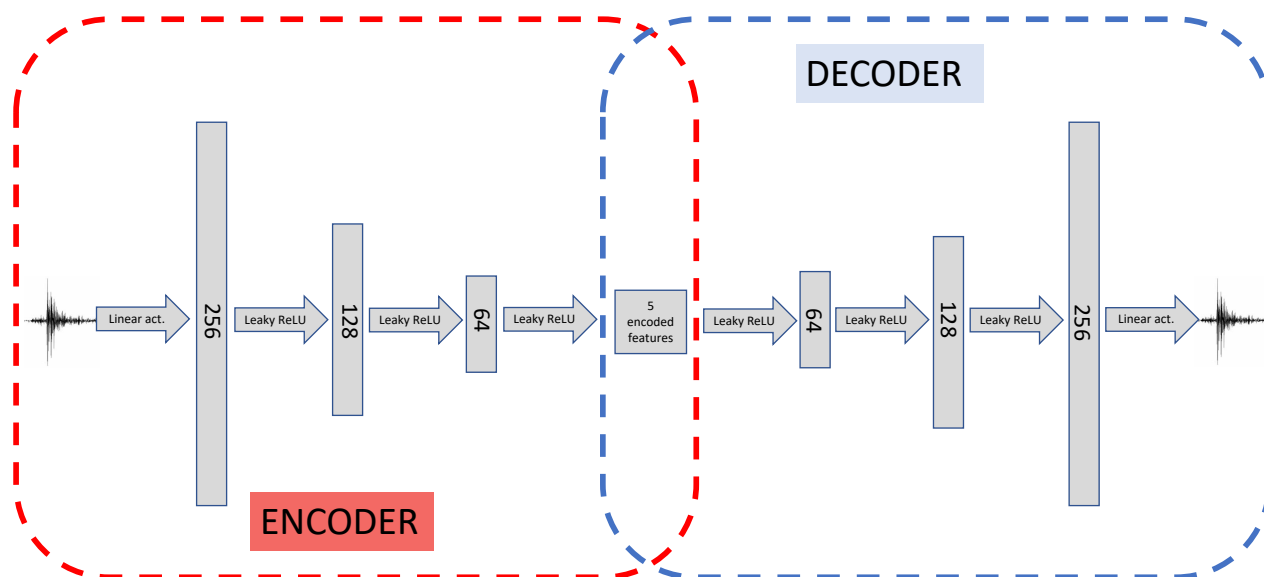 DECODER
Linear act.
256
Leaky ReLU
128
Leaky ReLU
64
Leaky ReLU
5
encoded
features
Leaky ReLU
64
Leaky ReLU
128
Leaky ReLU
256
Linear act.
ENCODER